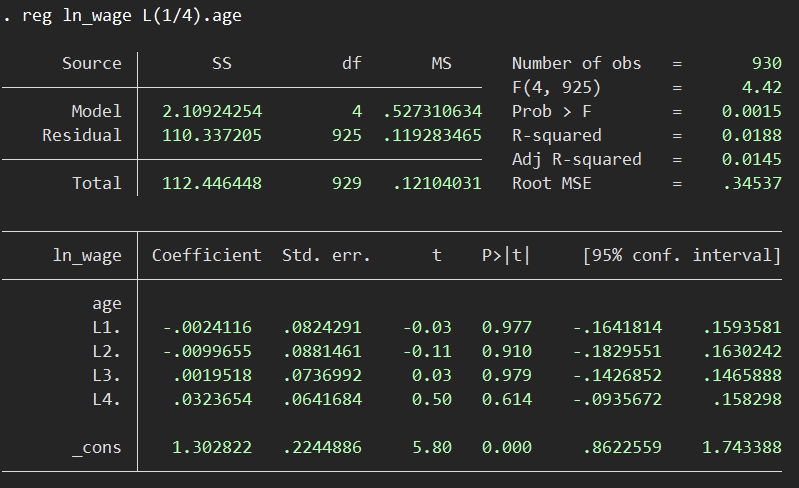 . reg ln_wage L(1/4).age
Source SS df MS Number of obs = 930
F(4, 925) = 4.42
Model 2.10924254 4 .527310634 Prob > F = 0.0015
Residual 110.337205 925 .119283465 R-squared = 0.0188
Adj R-squared = 0.0145
Total 112.446448 929 .12104031 Root MSE = .34537
ln_wage Coefficient Std. err. t P>|t| [95% conf. interval]
age
L1. -.0024116 .0824291 -0.03 0.977 -.1641814 .1593581
L2. -.0099655 .0881461 -0.11 0.910 -.1829551 .1630242
L3. .0019518 .0736992 0.03 0.979 -.1426852 .1465888
L4. .0323654 .0641684 0.50 0.614 -.0935672 .158298
_cons 1.302822 .2244886 5.80 0.000 .8622559 1.743388